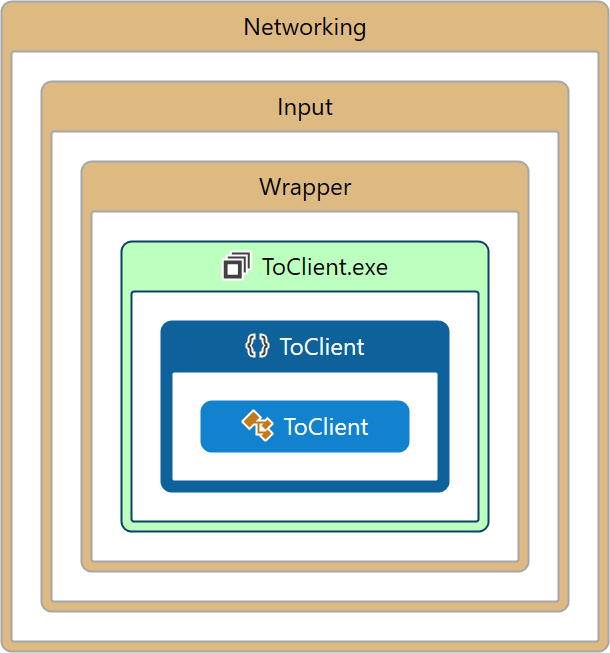 Networking
Input
Wrapper
ToClient.exe
ToClient
ToClient